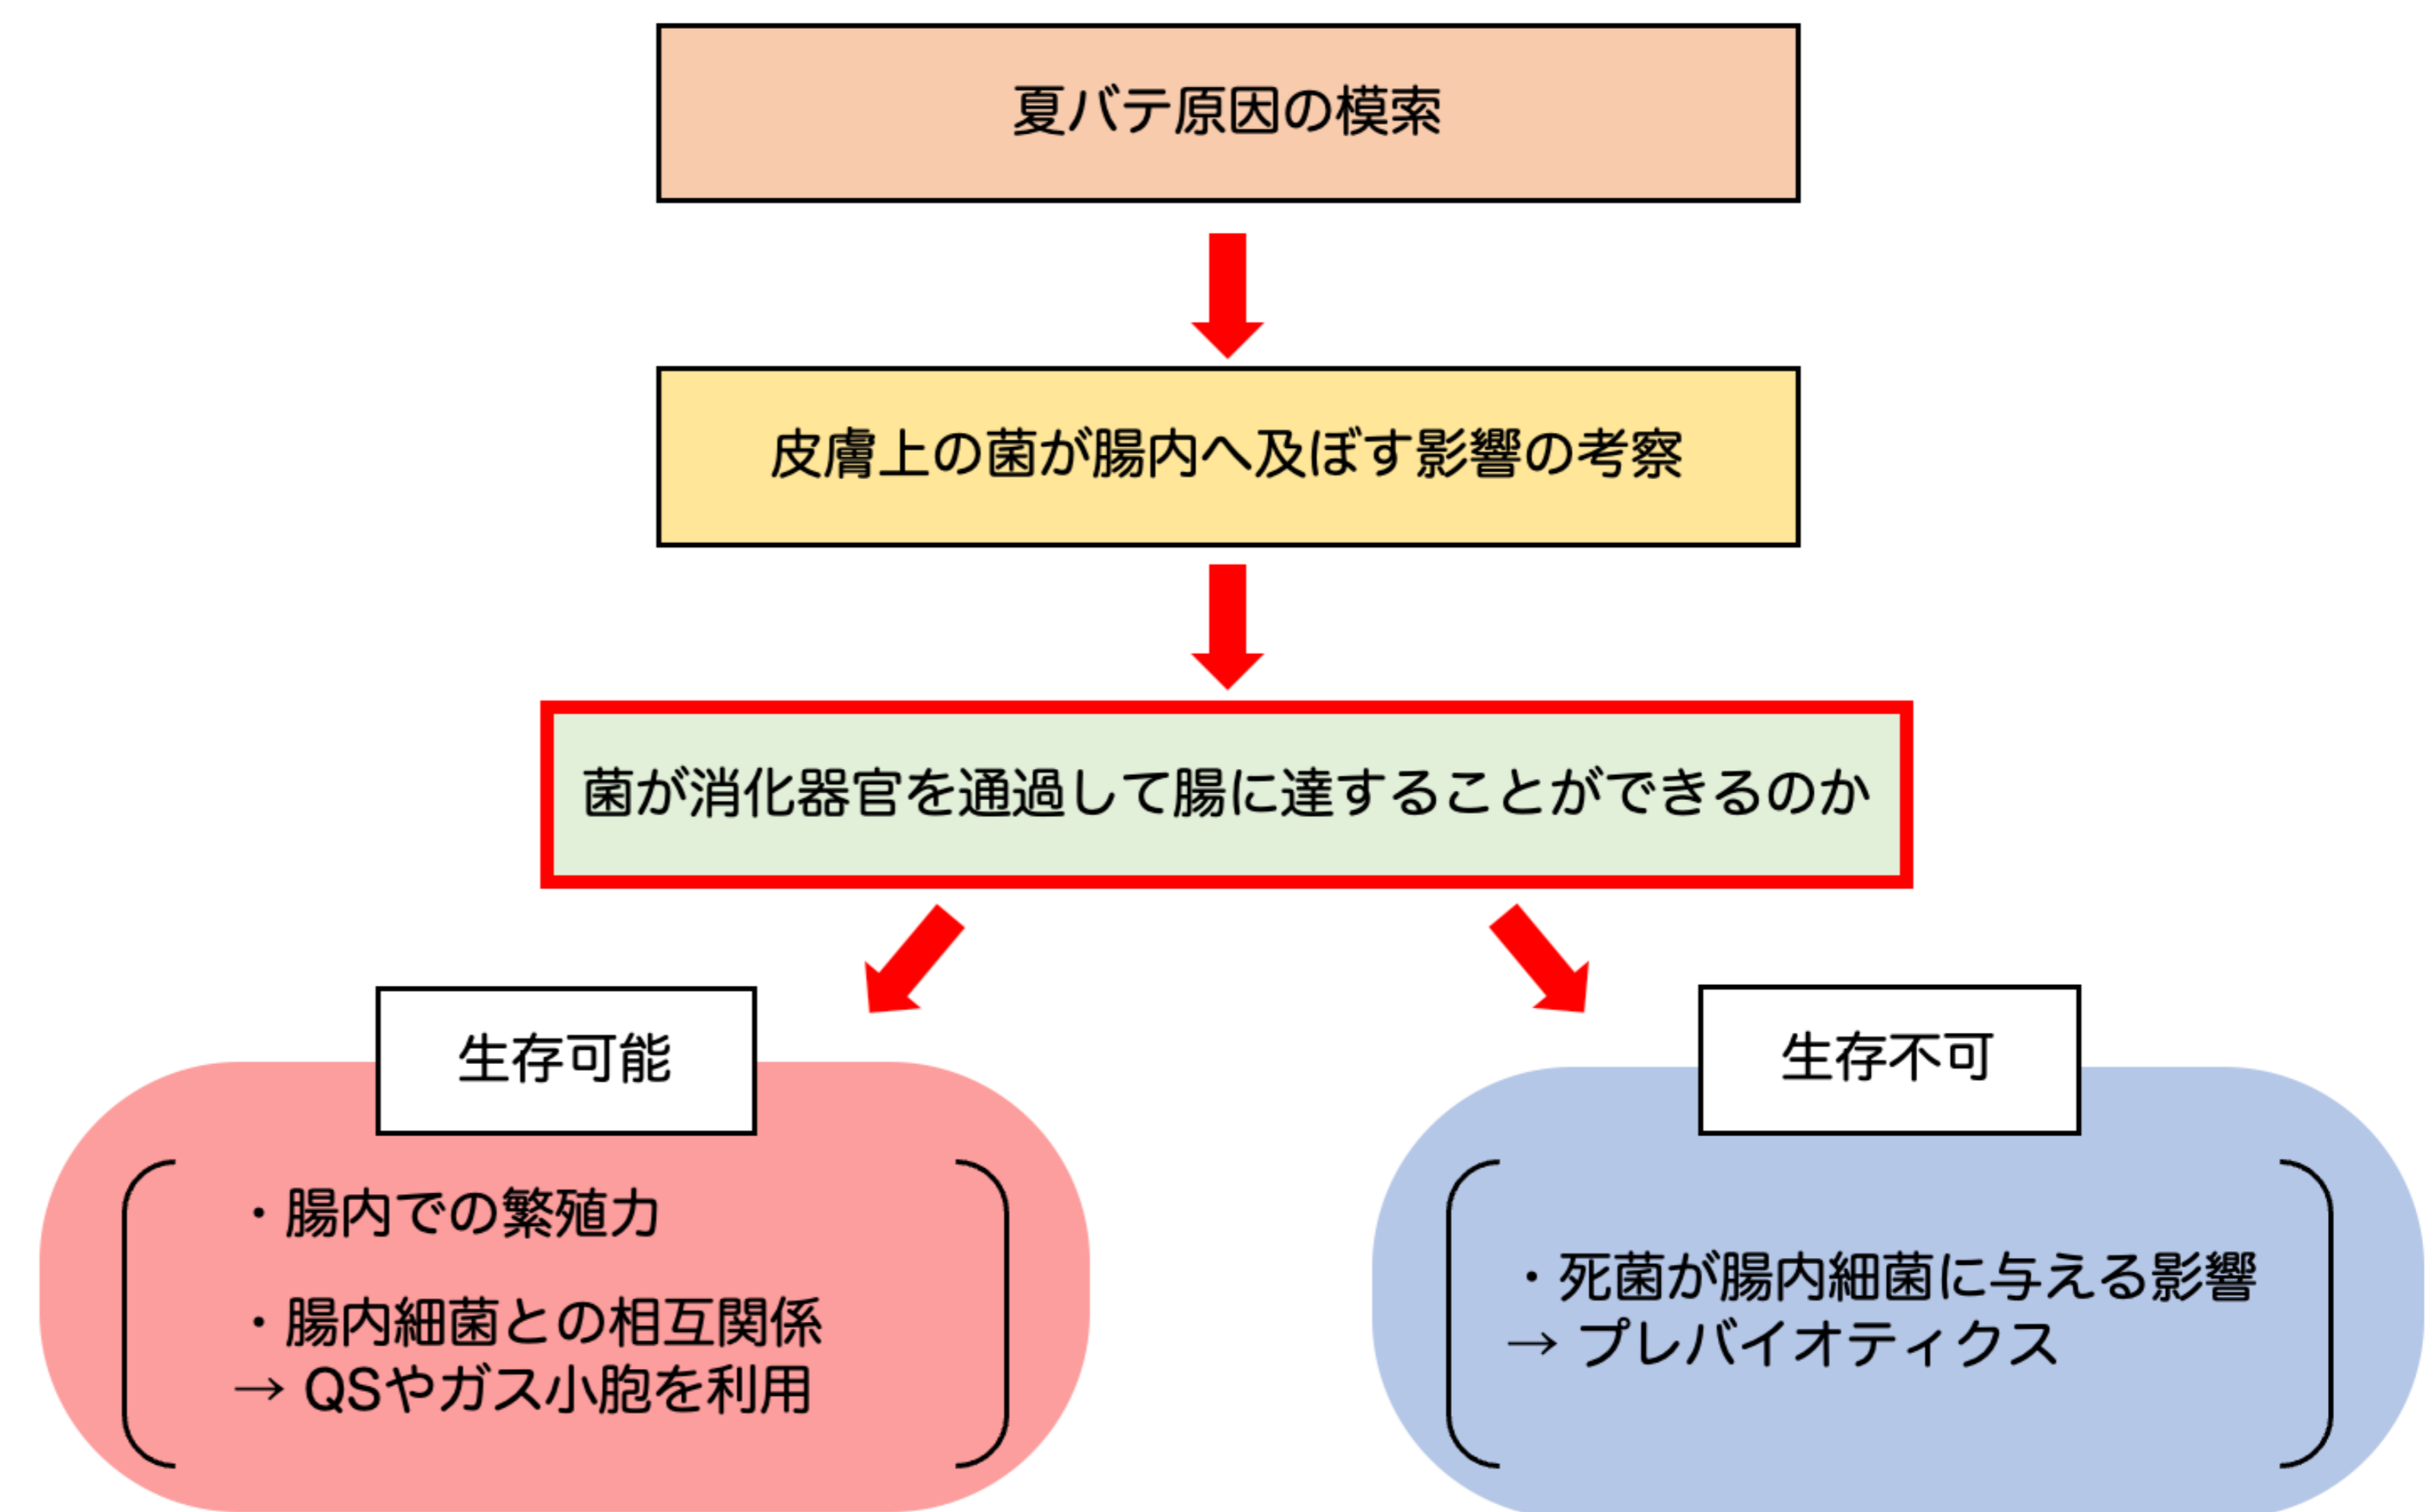 夏バテ原因の模索
皮膚上の菌が腸内へ及ぼす影響の考察
菌が消化器官を通過して腸に達することができるのか
生存可能
・腸内での繁殖力
・腸内細菌との相互関係
→ QSやガス小胞を利用
生存不可
・死菌が腸内細菌に与える影響
→ プレバイオティクス